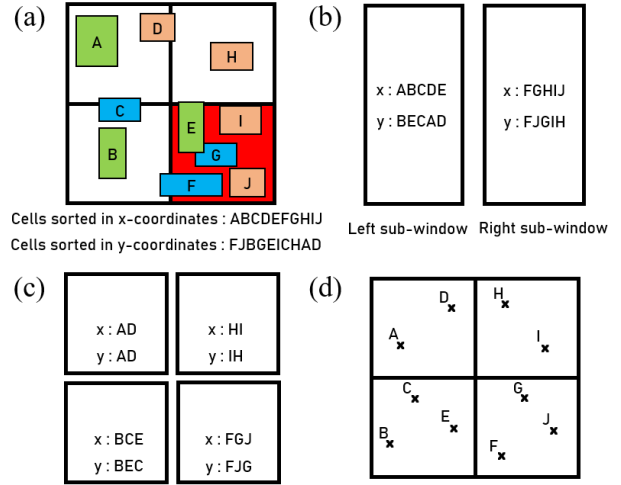 (a)
A
D
H
C
B
E
I
G
F
J
Cells sorted in x-coordinates : ABCDEFGHIJ
Cells sorted in y-coordinates : FJBGEICHAD
(b)
x : ABCDE
y : BECAD
x : FGHIJ
y : FJGIH
Left sub-window
Right sub-window
(c)
x : AD
y : AD
x : HI
y : IH
x : BCE
y : BEC
x : FGJ
y : FJG
(d)
D
H
A
I
C
G
B
E
J
F